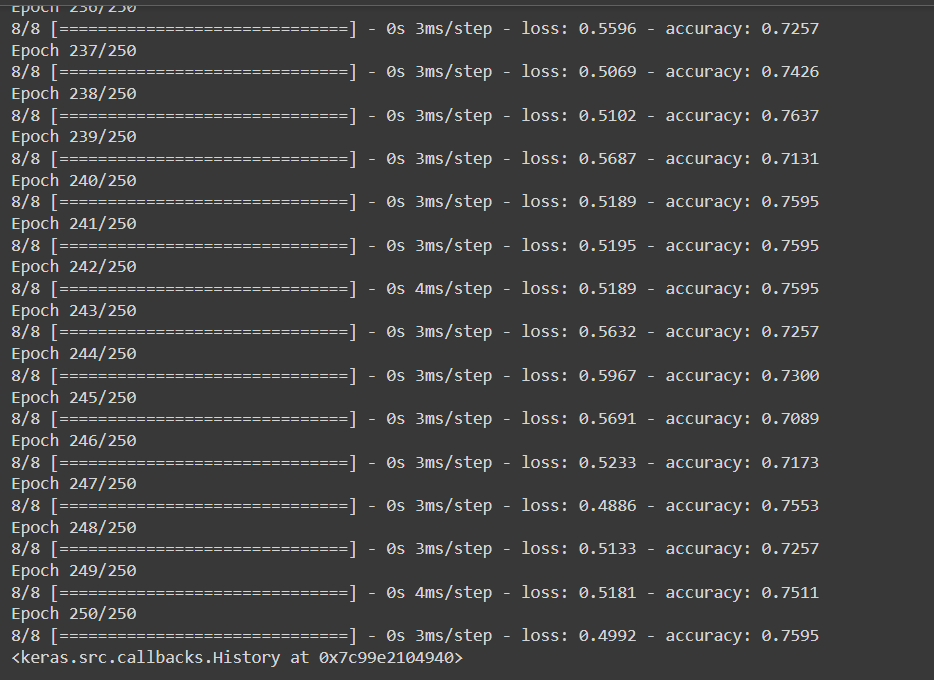 Epoch 236/250
8/8 [==============================] - 0s 3ms/step - loss: 0.5596 - accuracy: 0.7257
Epoch 237/250
8/8 [==============================] - 0s 3ms/step - loss: 0.5069 - accuracy: 0.7426
Epoch 238/250
8/8 [==============================] - 0s 3ms/step - loss: 0.5102 - accuracy: 0.7637
Epoch 239/250
8/8 [==============================] - 0s 3ms/step - loss: 0.5687 - accuracy: 0.7131
Epoch 240/250
8/8 [==============================] - 0s 3ms/step - loss: 0.5189 - accuracy: 0.7595
Epoch 241/250
8/8 [==============================] - 0s 3ms/step - loss: 0.5195 - accuracy: 0.7595
Epoch 242/250
8/8 [==============================] - 0s 4ms/step - loss: 0.5189 - accuracy: 0.7595
Epoch 243/250
8/8 [==============================] - 0s 3ms/step - loss: 0.5632 - accuracy: 0.7257
Epoch 244/250
8/8 [==============================] - 0s 3ms/step - loss: 0.5967 - accuracy: 0.7300
Epoch 245/250
8/8 [==============================] - 0s 3ms/step - loss: 0.5691 - accuracy: 0.7089
Epoch 246/250
8/8 [==============================] - 0s 3ms/step - loss: 0.5233 - accuracy: 0.7173
Epoch 247/250
8/8 [==============================] - 0s 3ms/step - loss: 0.4886 - accuracy: 0.7553
Epoch 248/250
8/8 [==============================] - 0s 3ms/step - loss: 0.5133 - accuracy: 0.7257
Epoch 249/250
8/8 [==============================] - 0s 4ms/step - loss: 0.5181 - accuracy: 0.7511
Epoch 250/250
8/8 [==============================] - 0s 3ms/step - loss: 0.4992 - accuracy: 0.7595
<keras.src.callbacks.History at 0x7c99e2104940>